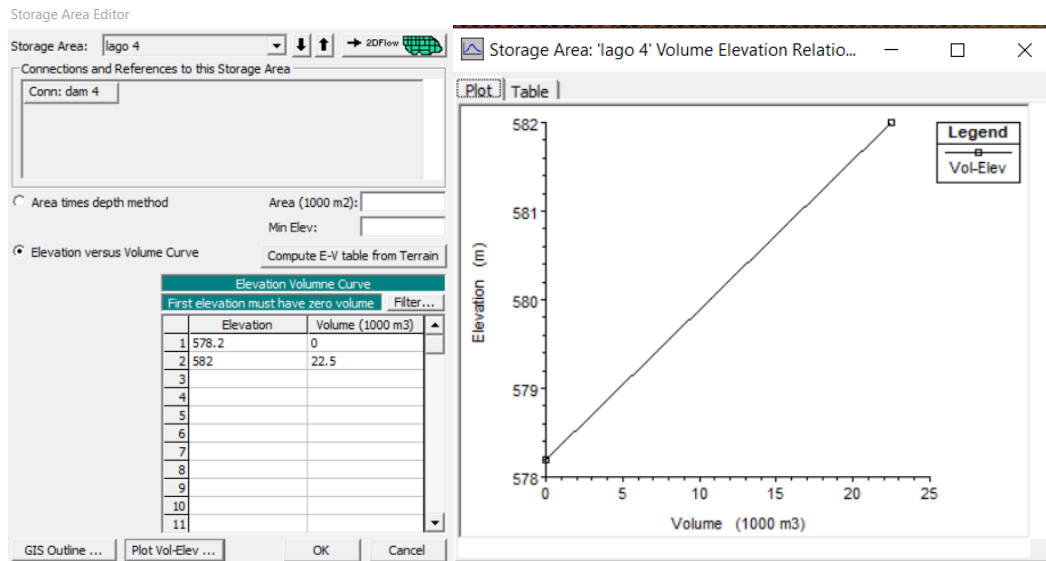 Storage Area Editor
Storage Area: lago 4
2DFlow
Connections and References to this Storage Area
Conn: dam 4
Area times depth method Area (1000 m2):
Min Elev:
Elevation versus Volume Curve Compute E-V table from Terrain
Elevation Volumne Curve
First elevation must have zero volume Filter...
Elevation Volume (1000 m3)
1 578.2 0
2 582 22.5
3
4
5
6
7
8
9
10
11
GIS Outline ... Plot Vol-Elev ... OK Cancel
Storage Area: 'lago 4' Volume Elevation Relatio...
Plot Table
582
581
580
579
578
Elevation (m)
0 5 10 15 20 25
Volume (1000 m3)
Legend
Vol-Elev